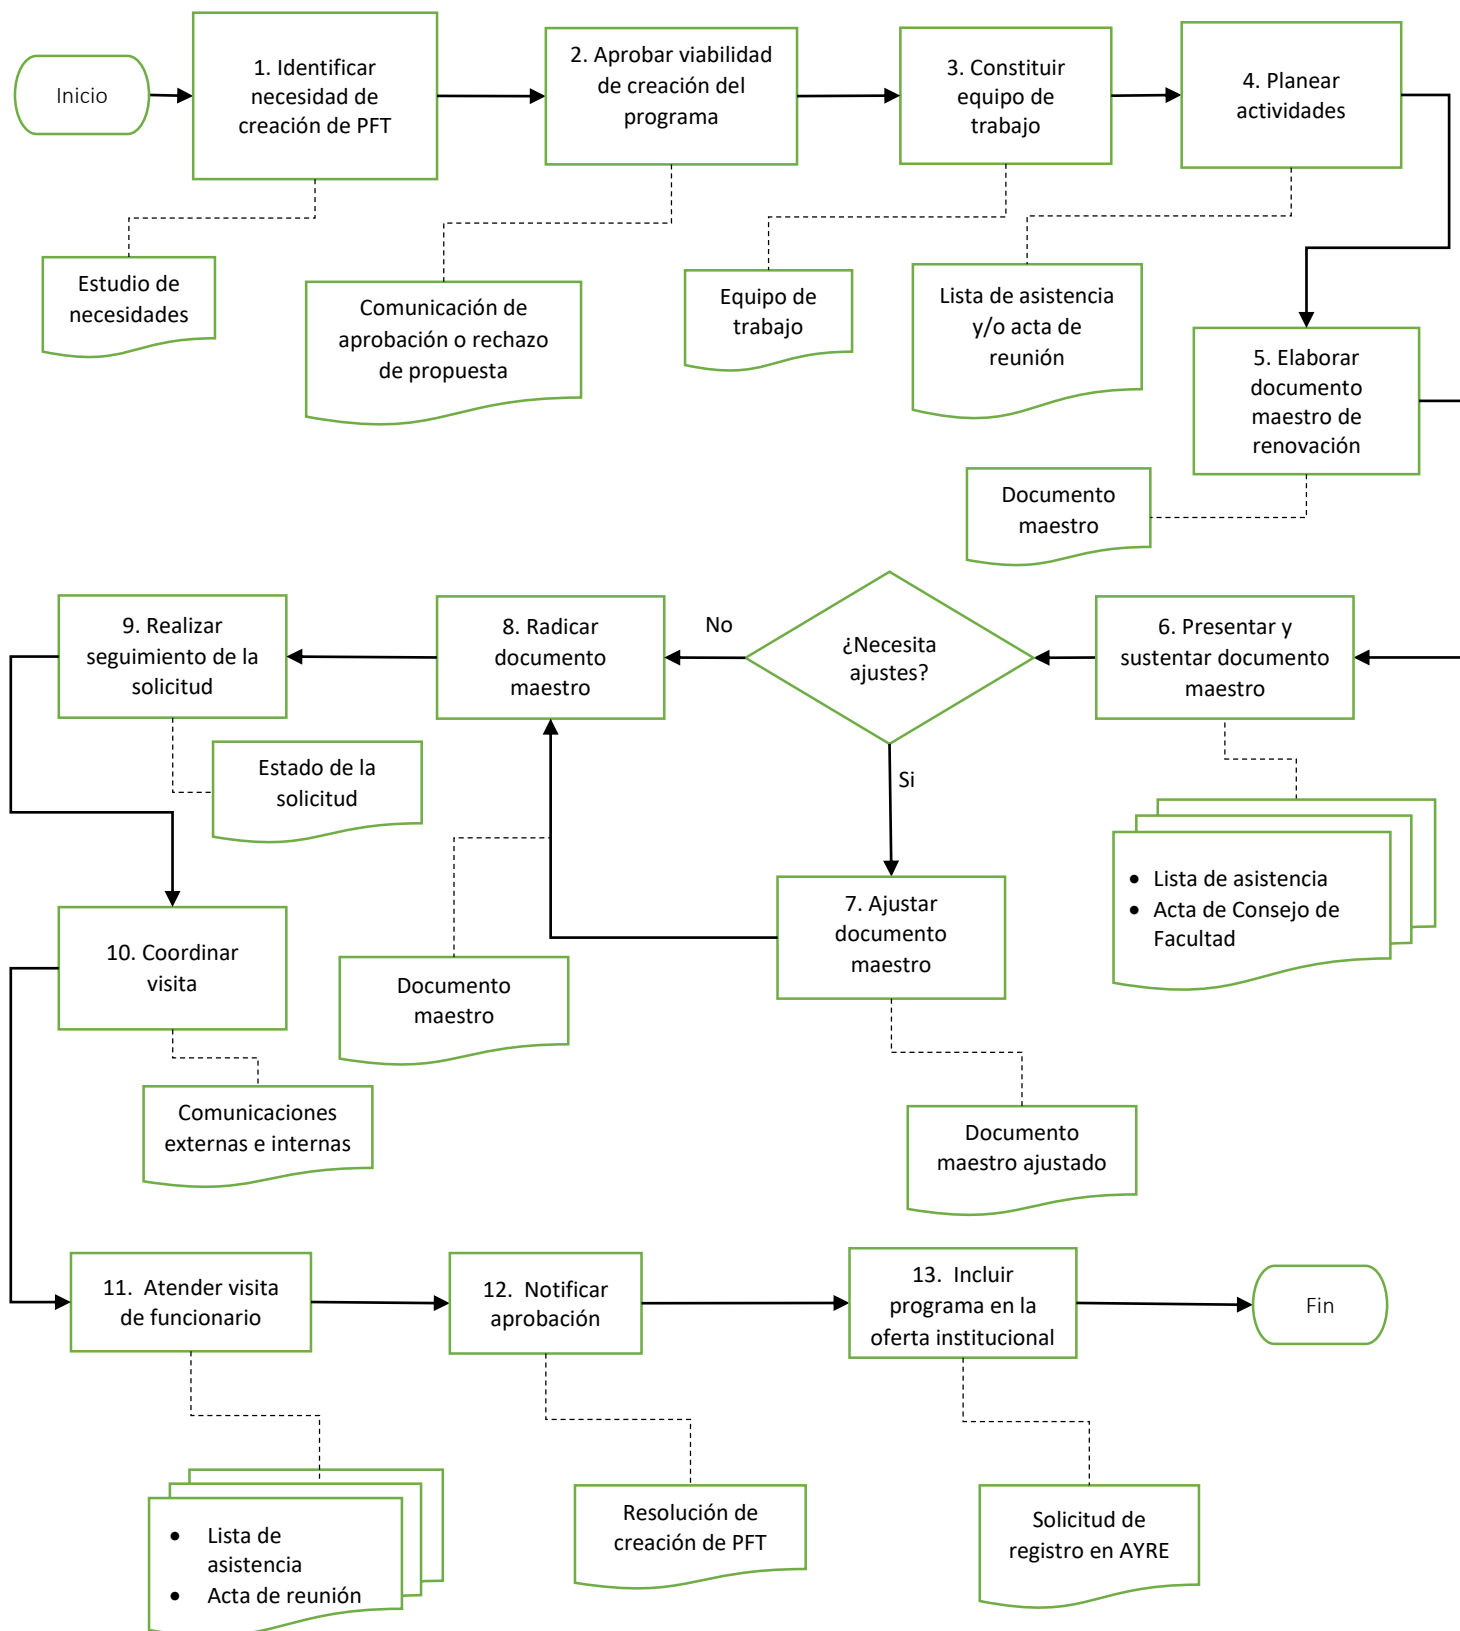 Inicio
1. Identificar
necesidad de
creación de PFT
2. Aprobar viabilidad
de creación del
programa
3. Constituir
equipo de
trabajo
4. Planear
actividades
Estudio de
necesidades
Comunicación de
aprobación o rechazo
de propuesta
Equipo de
trabajo
Lista de asistencia
y/o acta de
reunión
5. Elaborar
documento
maestro de
renovación
Documento
maestro
6. Presentar y
sustentar documento
maestro
¿Necesita
ajustes?
No
8. Radicar
documento
maestro
9. Realizar
seguimiento de la
solicitud
Estado de la
solicitud
Si
• Lista de asistencia
• Acta de Consejo de
Facultad
7. Ajustar
documento
maestro
10. Coordinar
visita
Documento
maestro
Comunicaciones
externas e internas
Documento
maestro ajustado
11. Atender visita
de funcionario
12. Notificar
aprobación
13. Incluir
programa en la
oferta institucional
Fin
• Lista de
asistencia
• Acta de reunión
Resolución de
creación de PFT
Solicitud de
registro en AYRE